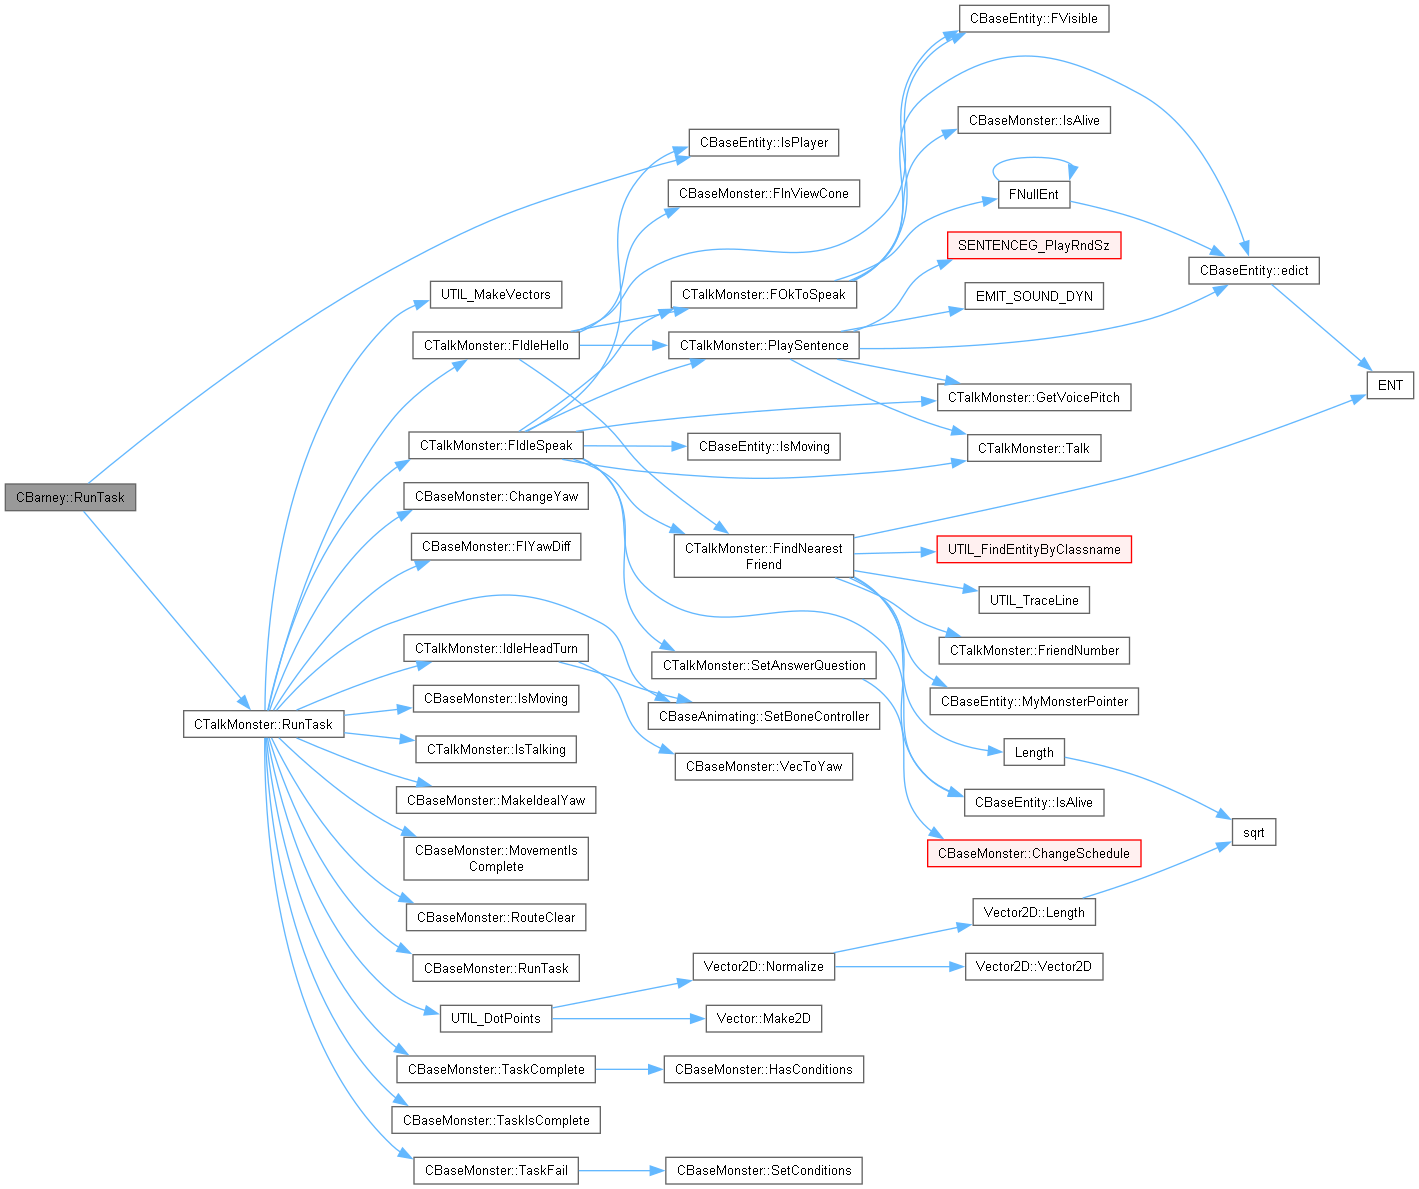 CBaseEntity::FVisible
CBaseMonster::IsAlive
CBaseEntity::IsPlayer
CBaseMonster::FInViewCone
FNullEnt
SENTENCEG_PlayRndSz
CBaseEntity::edict
UTIL_MakeVectors
CTalkMonster::FOkToSpeak
EMIT_SOUND_DYN
CTalkMonster::FIdleHello
CTalkMonster::PlaySentence
ENT
CTalkMonster::GetVoicePitch
CTalkMonster::FIdleSpeak
CBaseEntity::IsMoving
CTalkMonster::Talk
CBarney::RunTask
CBaseMonster::ChangeYaw
CBaseMonster::FlYawDiff
CTalkMonster::FindNearest
Friend
UTIL_FindEntityByClassname
UTIL_TraceLine
CTalkMonster::IdleHeadTurn
CTalkMonster::SetAnswerQuestion
CTalkMonster::FriendNumber
CBaseMonster::IsMoving
CBaseEntity::MyMonsterPointer
CTalkMonster::RunTask
CBaseAnimating::SetBoneController
CTalkMonster::IsTalking
Length
CBaseMonster::VecToYaw
CBaseMonster::MakeIdealYaw
CBaseEntity::IsAlive
sqrt
CBaseMonster::MovementIs
Complete
CBaseMonster::ChangeSchedule
CBaseMonster::RouteClear
Vector2D::Length
CBaseMonster::RunTask
Vector2D::Normalize
Vector2D::Vector2D
UTIL_DotPoints
Vector::Make2D
CBaseMonster::TaskComplete
CBaseMonster::HasConditions
CBaseMonster::TaskIsComplete
CBaseMonster::TaskFail
CBaseMonster::SetConditions